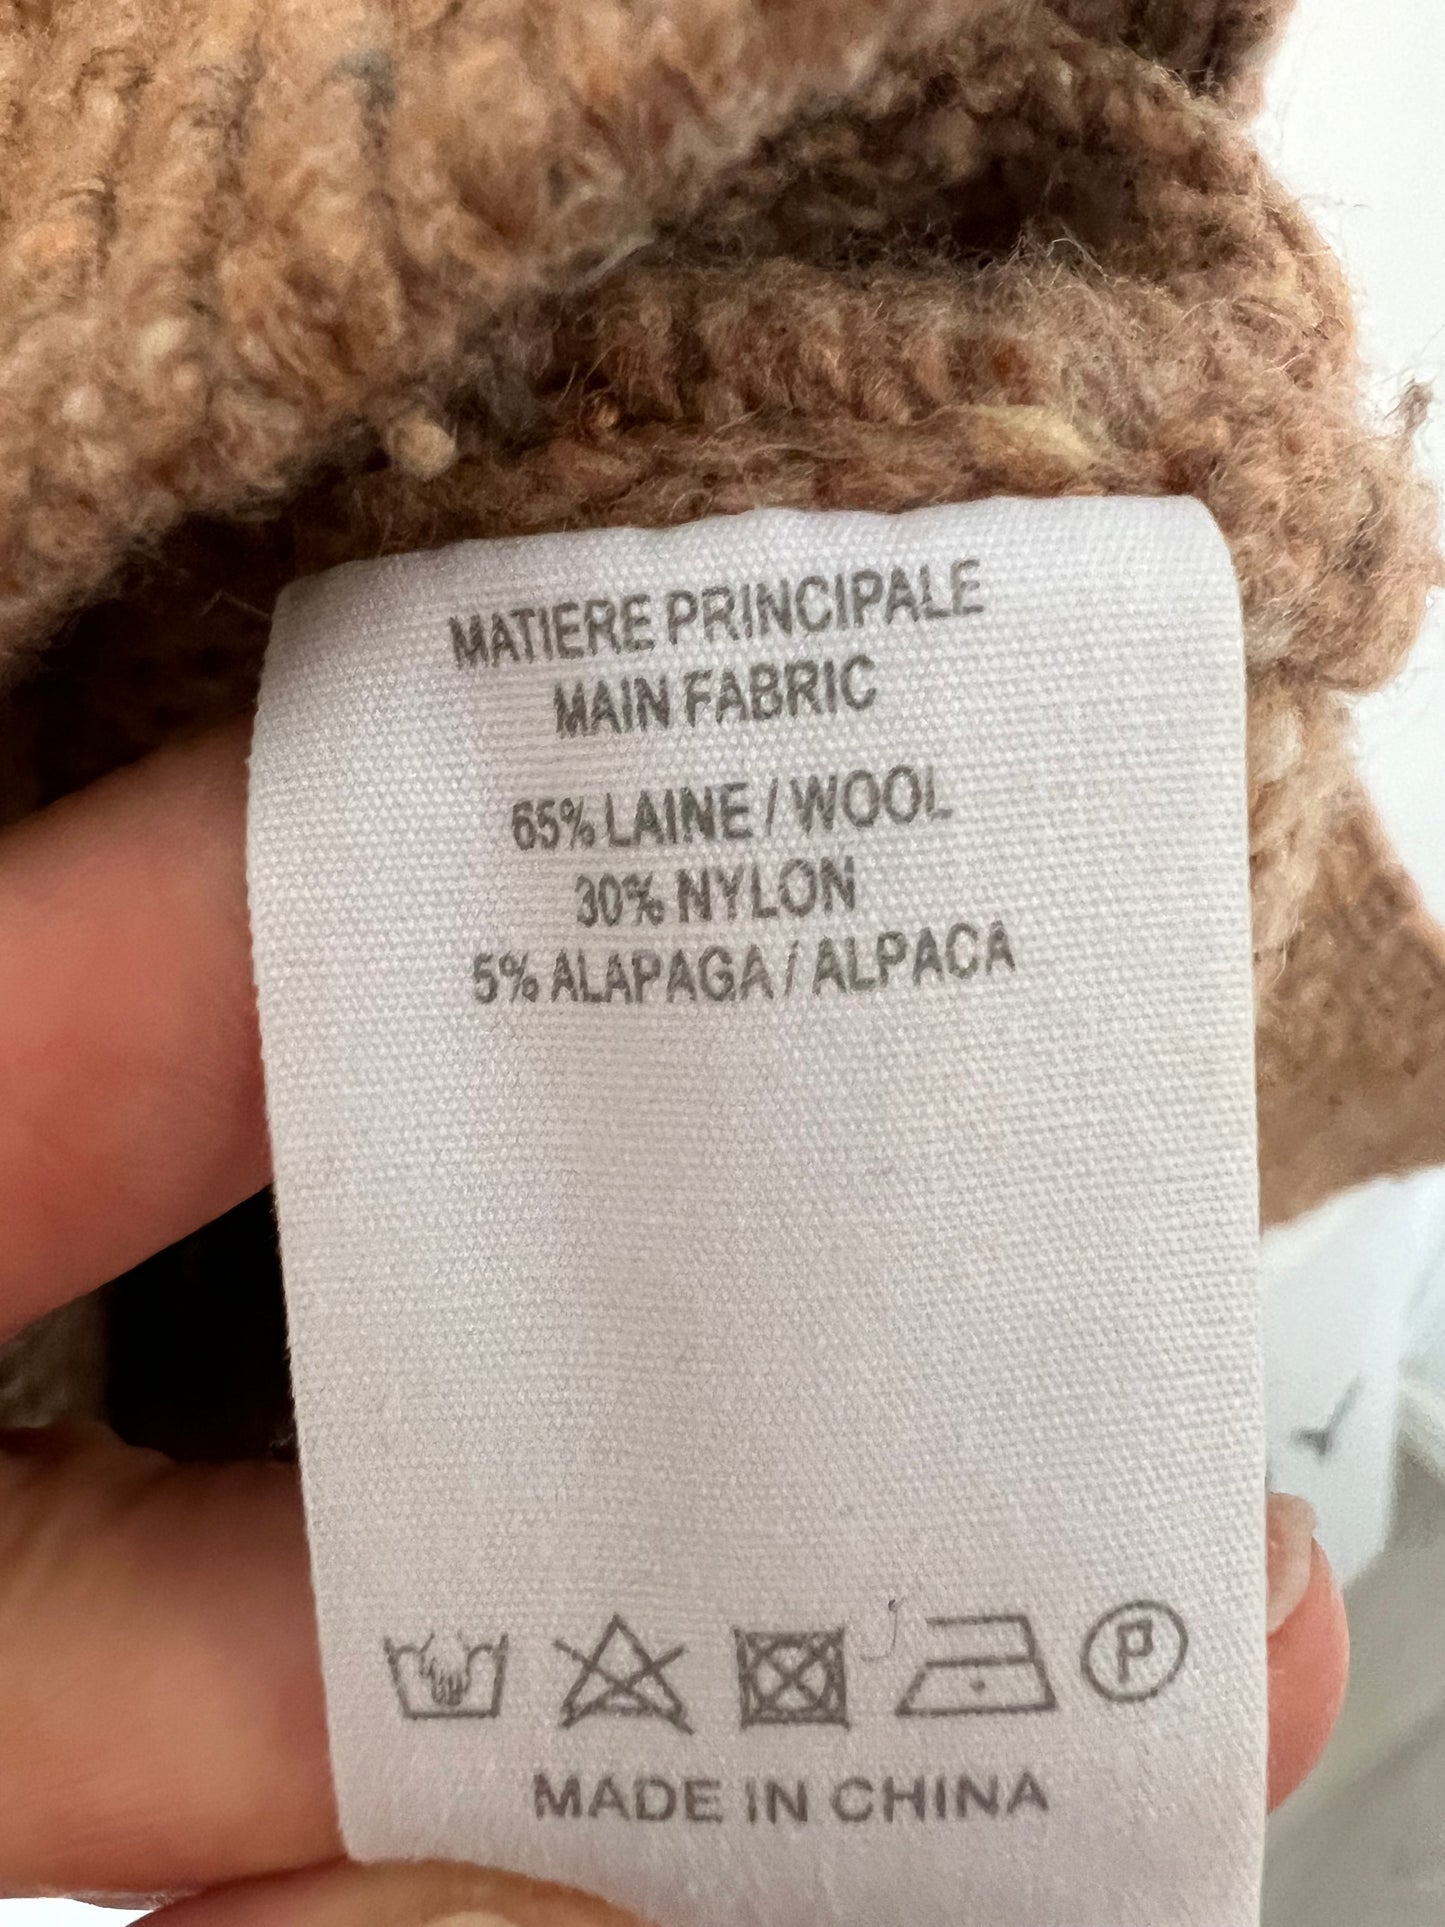 MATIERE PRINCIPALE
MAIN FABRIC
65% LAINE / WOOL
30% NYLON
5% ALAPAGA / ALPACA
P
MADE IN CHINA